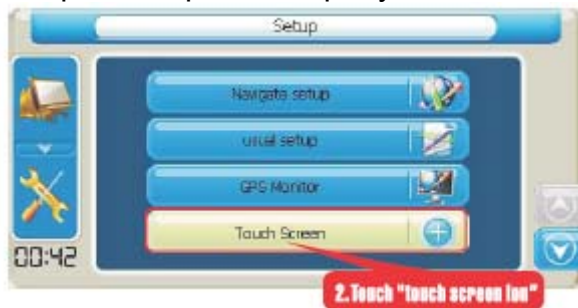 Setup
Navigate setup
usual setup
GPS Monitor
Touch Screen
00:42
2.Touch "touch screen Ion"